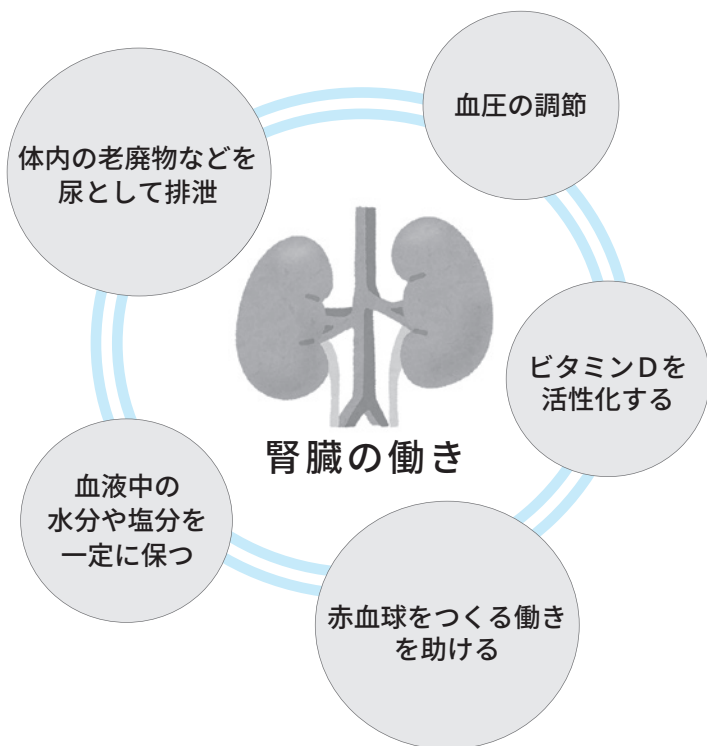 血圧の調節
体内の老廃物などを
尿として排泄
ビタミンDを
活性化する
腎臓の働き
血液中の
水分や塩分を
一定に保つ
赤血球をつくる働き
を助ける